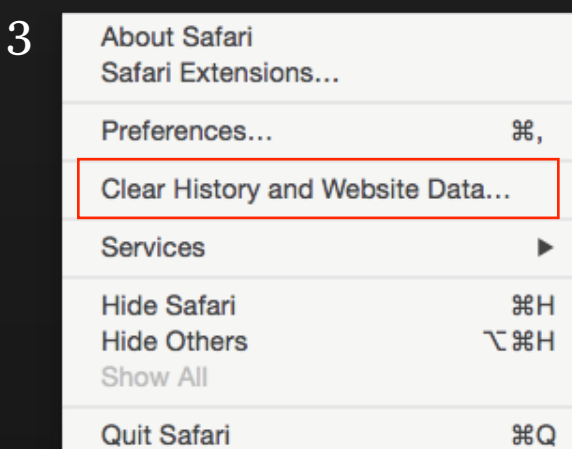 3
About Safari
Safari Extensions...
Preferences... ⌘,
Clear History and Website Data...
Services ▶
Hide Safari ⌘H
Hide Others ⌥⌘H
Show All
Quit Safari ⌘Q